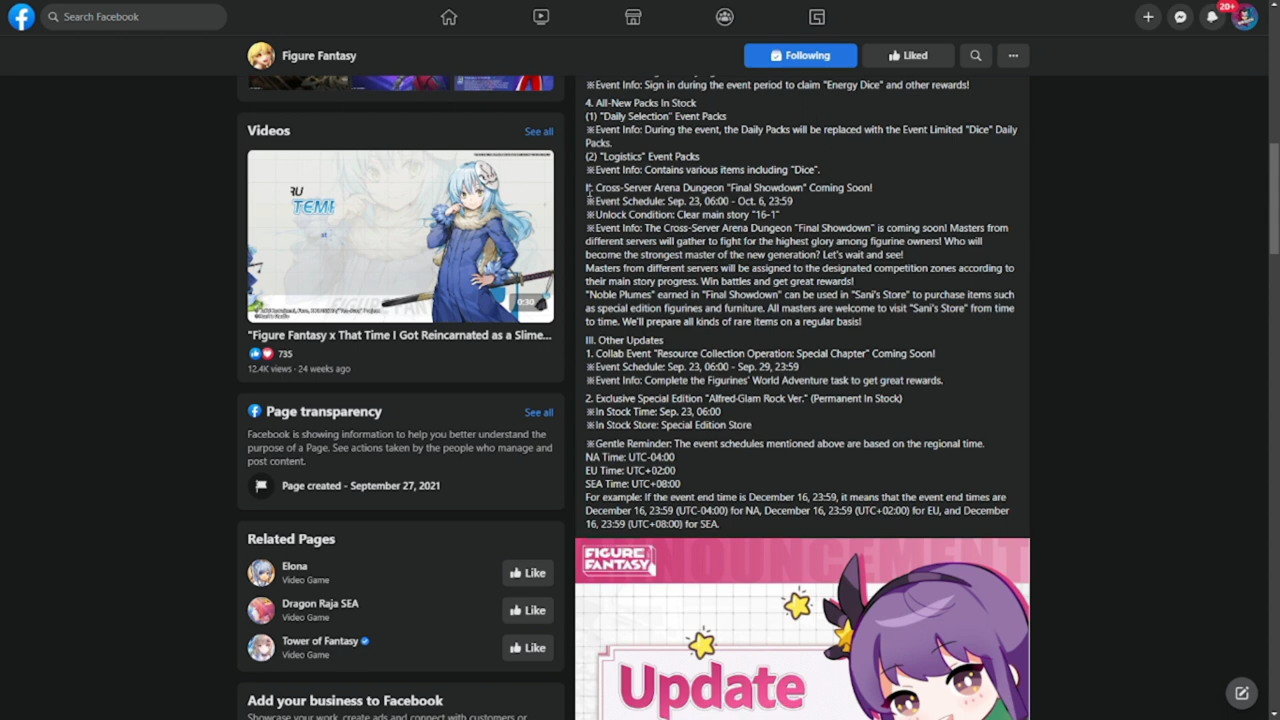 Search Facebook
20+
Figure Fantasy
Following
Liked
Videos
See all
RU
TEMP
st
0:30
"Figure Fantasy x That Time I Got Reincarnated as a Slime...
735
12.4K views · 24 weeks ago
Page transparency
See all
Facebook is showing information to help you better understand the
purpose of a Page. See actions taken by the people who manage and
post content.
Page created - September 27, 2021
Related Pages
Elona
Video Game
Like
Dragon Raja SEA
Video Game
Like
Tower of Fantasy
Video Game
Like
Add your business to Facebook
Showcase your work, create ads and connect with customers or
※Event Info: Sign in during the event period to claim "Energy Dice" and other rewards!
4. All-New Packs In Stock
(1) "Daily Selection" Event Packs
※Event Info: During the event, the Daily Packs will be replaced with the Event Limited "Dice" Daily
Packs.
(2) "Logistics" Event Packs
※Event Info: Contains various items including "Dice".
Cross-Server Arena Dungeon "Final Showdown" Coming Soon!
※Event Schedule: Sep. 23, 06:00 - Oct. 6, 23:59
※Unlock Condition: Clear main story "16-1"
※Event Info: The Cross-Server Arena Dungeon "Final Showdown" is coming soon! Masters from
different servers will gather to fight for the highest glory among figurine owners! Who will
become the strongest master of the new generation? Let's wait and see!
Masters from different servers will be assigned to the designated competition zones according to
their main story progress. Win battles and get great rewards!
"Noble Plumes" earned in "Final Showdown" can be used in "Sani's Store" to purchase items such
as special edition figurines and furniture. All masters are welcome to visit "Sani's Store" from time
to time. We'll prepare all kinds of rare items on a regular basis!
III. Other Updates
1. Collab Event "Resource Collection Operation: Special Chapter" Coming Soon!
※Event Schedule: Sep. 23, 06:00 - Sep. 29, 23:59
※Event Info: Complete the Figurines' World Adventure task to get great rewards.
2. Exclusive Special Edition "Alfred-Glam Rock Ver." (Permanent In Stock)
※In Stock Time: Sep. 23, 06:00
※In Stock Store: Special Edition Store
※Gentle Reminder: The event schedules mentioned above are based on the regional time.
NA Time: UTC-04:00
EU Time: UTC+02:00
SEA Time: UTC+08:00
For example: If the event end time is December 16, 23:59, it means that the event end times are
December 16, 23:59 (UTC-04:00) for NA, December 16, 23:59 (UTC+02:00) for EU, and December
16, 23:59 (UTC+08:00) for SEA.
ANNOUNCEMENT
FIGURE
FANTASY
Update